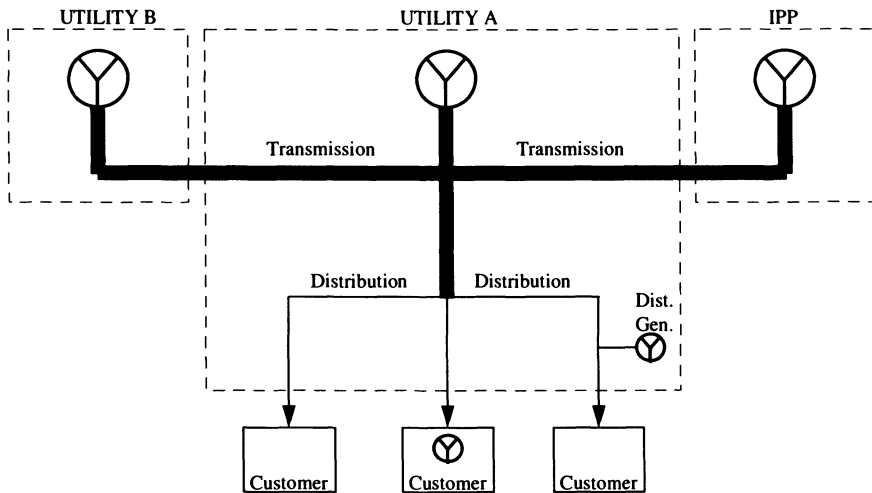 UTILITY B
UTILITY A
IPP
Transmission
Transmission
Distribution
Distribution
Dist.
Gen.
Customer
Customer
Customer